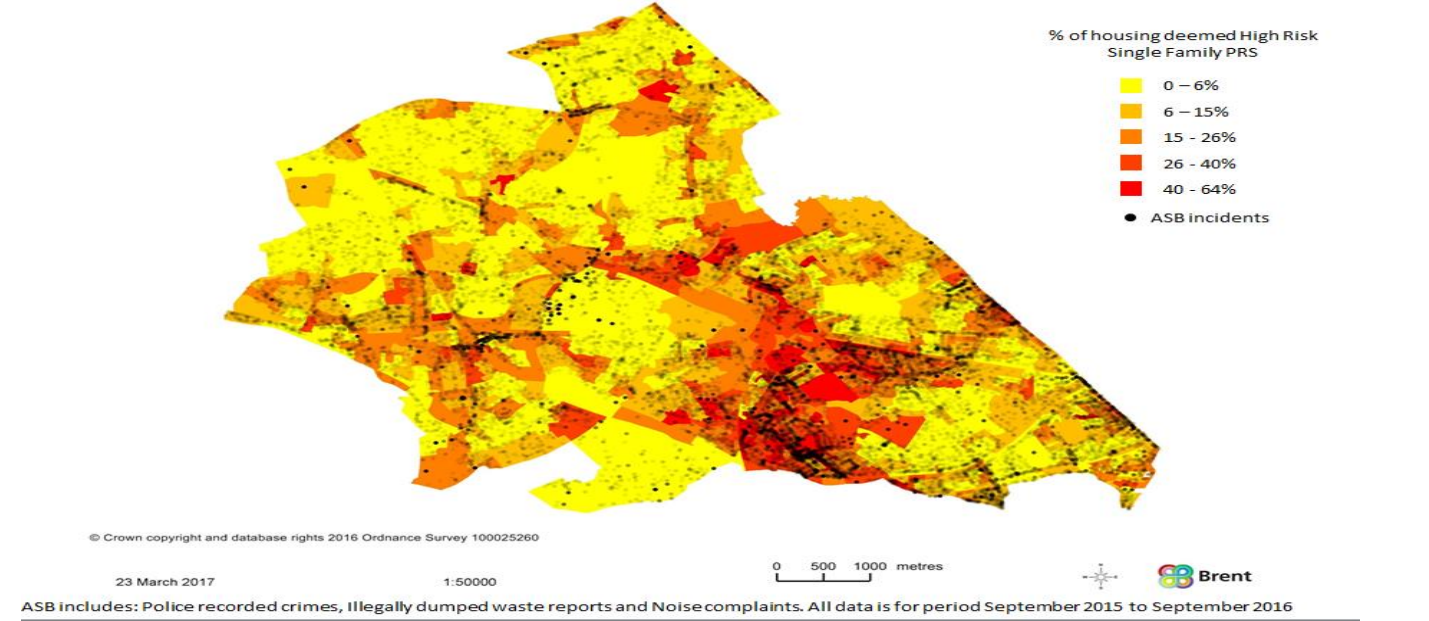 % of housing deemed High Risk
Single Family PRS
0 – 6%
6 – 15%
15 - 26%
26 - 40%
40 - 64%
ASB incidents
© Crown copyright and database rights 2016 Ordnance Survey 100025260
0 500 1000 metres
23 March 2017
1:50000
Brent
ASB includes: Police recorded crimes, Illegally dumped waste reports and Noise complaints. All data is for period September 2015 to September 2016